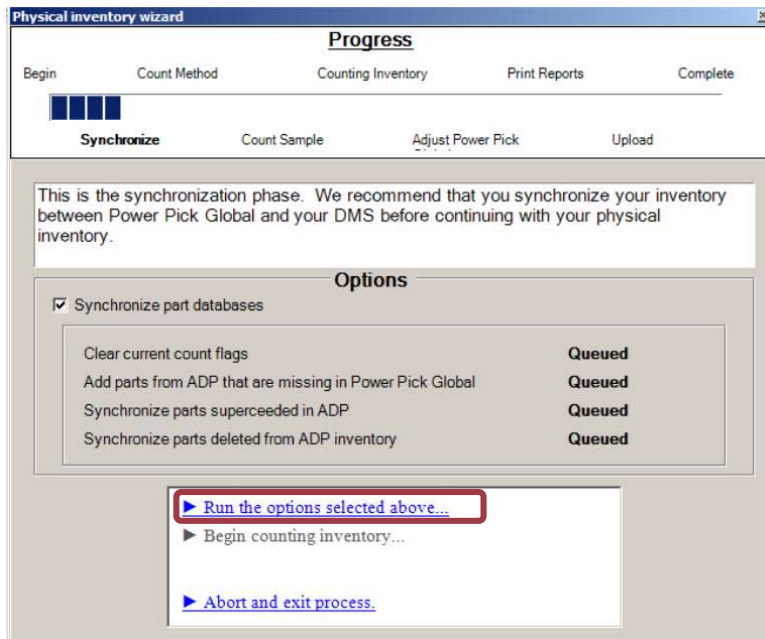 Physical inventory wizard
Progress
Begin Count Method Counting Inventory Print Reports Complete
Synchronize Count Sample Adjust Power Pick Upload
This is the synchronization phase. We recommend that you synchronize your inventory
between Power Pick Global and your DMS before continuing with your physical
inventory.
Options
Synchronize part databases
Clear current count flags Queued
Add parts from ADP that are missing in Power Pick Global Queued
Synchronize parts superceeded in ADP Queued
Synchronize parts deleted from ADP inventory Queued
► Run the options selected above...
► Begin counting inventory...
► Abort and exit process.